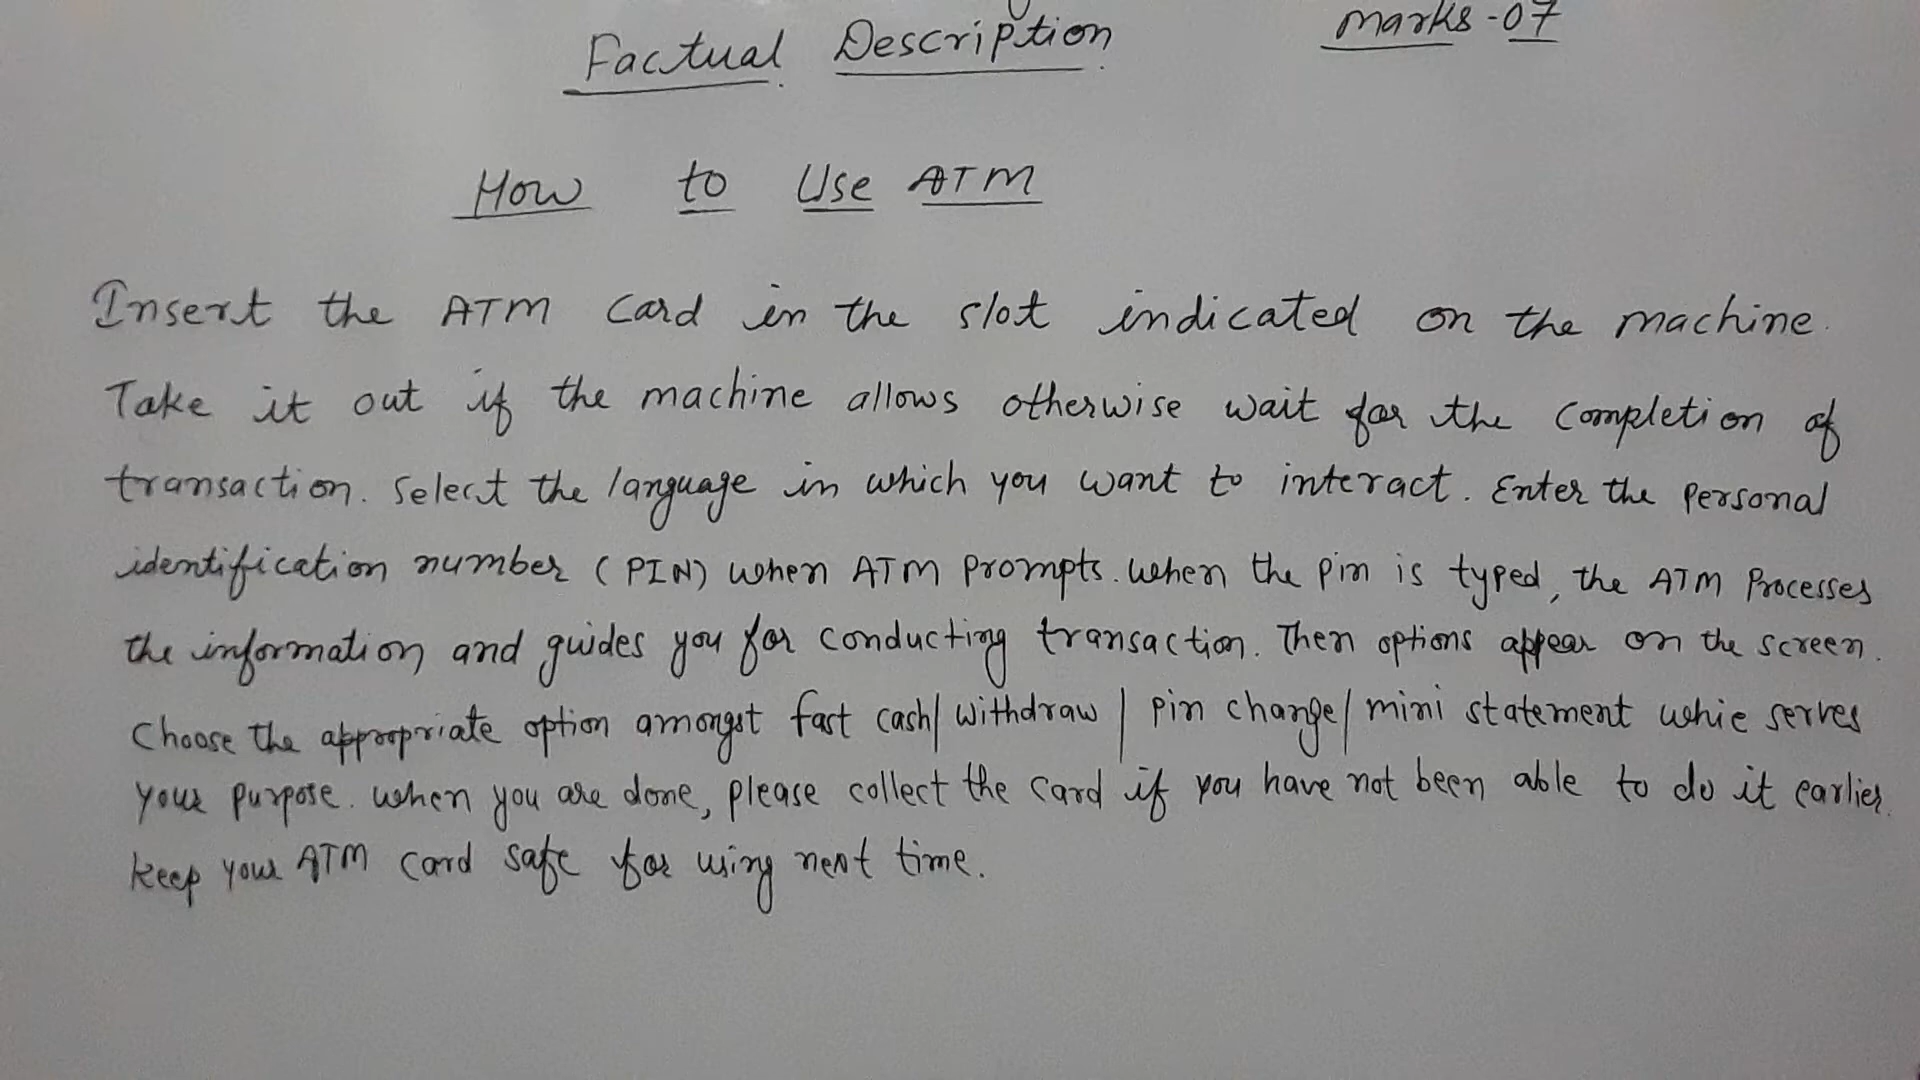 Factual Description
Marks-07
How to Use ATM
Insert the ATM Card in the slot indicated on the machine.
Take it out if the machine allows otherwise wait for the completion of
transaction. Select the language in which you want to interact. Enter the Personal
identification number (PIN) when ATM prompts. when the pin is typed, the ATM Processes
the information and guides you for conducting transaction. Then options appear on the screen.
Choose the appropriate option amongst fast cash/ withdraw / pin change/ mini statement whie serves
your purpose. when you are done, please collect the card if you have not been able to do it earlier.
keep your ATM card safe for using next time.